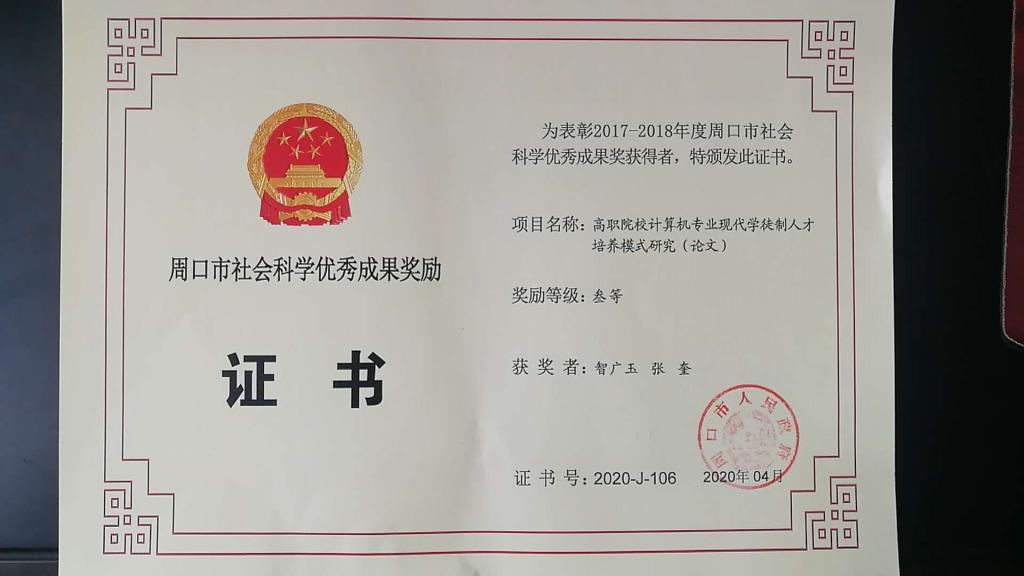 周口市社会科学优秀成果奖励
证 书
为表彰2017-2018年度周口市社会
科学优秀成果奖获得者，特颁发此证书。
项目名称：高职院校计算机专业现代学徒制人才
培养模式研究（论文）
奖励等级：叁等
获 奖 者：智广玉 张 奎
周口市人民政府
证 书 号：2020-J-106 2020年 04月